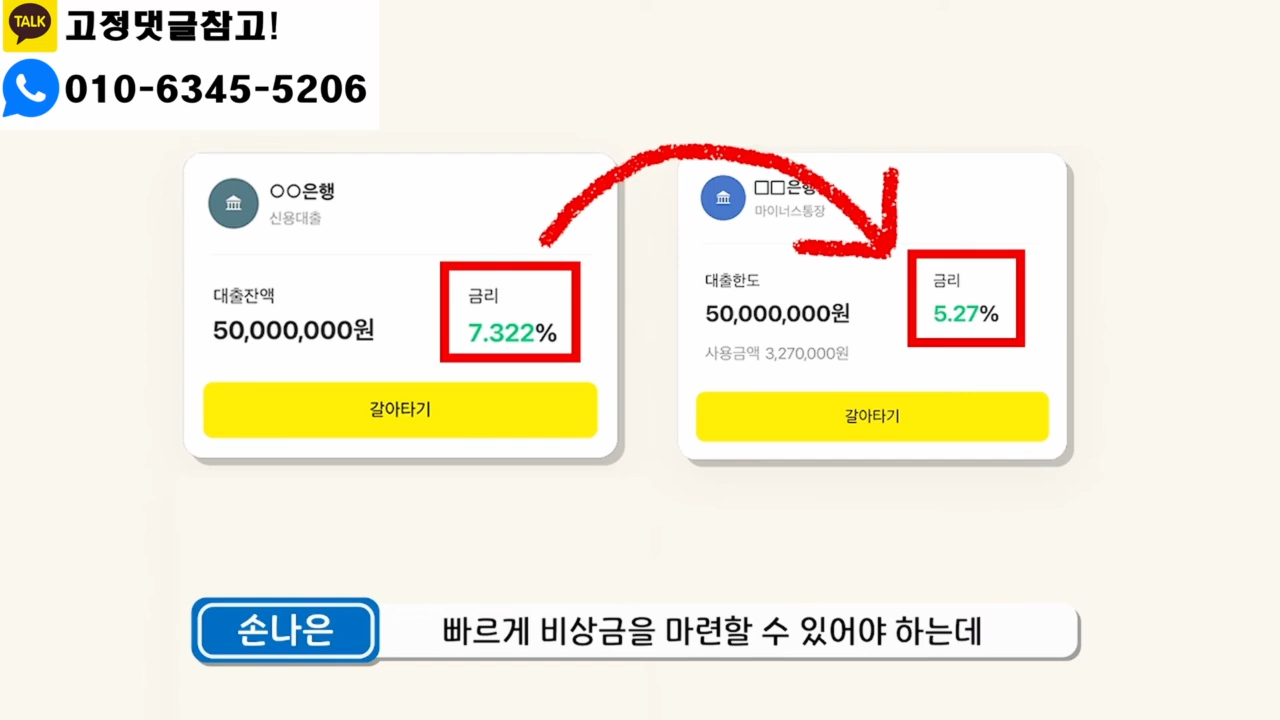 TALK
고정댓글참고!
010-6345-5206
○○은행
신용대출
대출잔액
50,000,000원
금리
7.322%
갈아타기
□□은행
마이너스통장
대출한도
50,000,000원
사용금액 3,270,000원
금리
5.27%
갈아타기
손나은
빠르게 비상금을 마련할 수 있어야 하는데